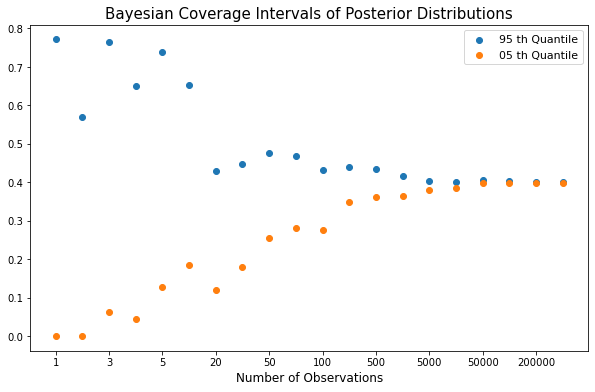 Bayesian Coverage Intervals of Posterior Distributions
95 th Quantile
05 th Quantile
0.8
0.7
0.6
0.5
0.4
0.3
0.2
0.1
0.0
1 3 5 20 50 100 500 5000 50000 200000
Number of Observations